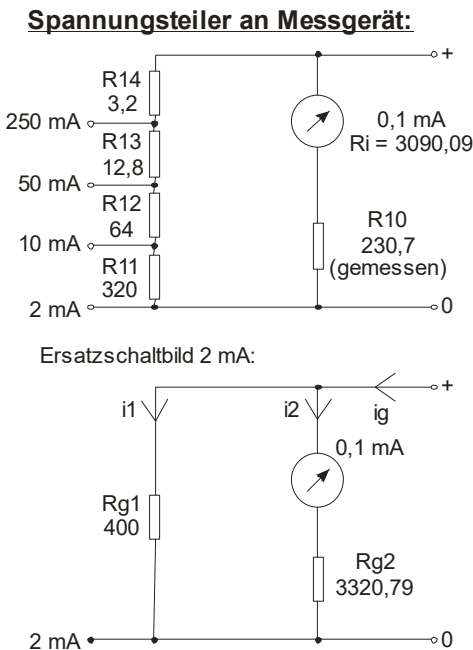 Spannungsteiler an Messgerät:
+
R14
3,2
250 mA
0,1 mA
Ri = 3090,09
R13
12,8
50 mA
R12
64
R10
230,7
(gemessen)
10 mA
R11
320
2 mA
0
Ersatzschaltbild 2 mA:
+
i1
i2
ig
0,1 mA
Rg1
400
Rg2
3320,79
2 mA
0